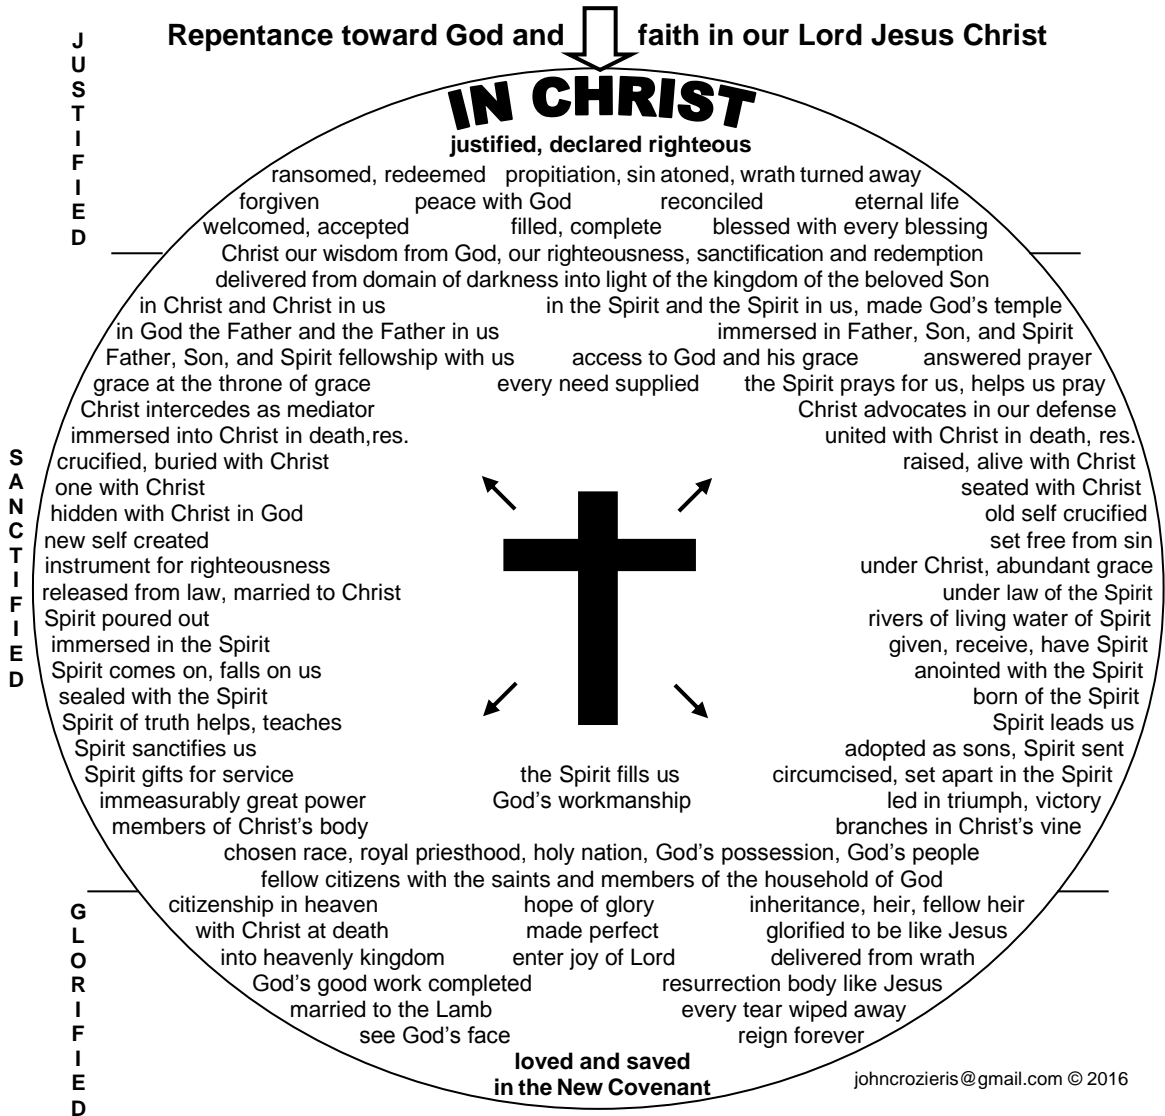 Repentance toward God and faith in our Lord Jesus Christ
JUSTIFIED
IN CHRIST
justified, declared righteous
ransomed, redeemed propitiation, sin atoned, wrath turned away
forgiven peace with God reconciled eternal life
welcomed, accepted filled, complete blessed with every blessing
Christ our wisdom from God, our righteousness, sanctification and redemption
delivered from domain of darkness into light of the kingdom of the beloved Son
in Christ and Christ in us in the Spirit and the Spirit in us, made God's temple
in God the Father and the Father in us immersed in Father, Son, and Spirit
Father, Son, and Spirit fellowship with us access to God and his grace answered prayer
grace at the throne of grace every need supplied the Spirit prays for us, helps us pray
Christ intercedes as mediator Christ advocates in our defense
immersed into Christ in death,res. united with Christ in death, res.
SANCTIFIED
crucified, buried with Christ raised, alive with Christ
one with Christ seated with Christ
hidden with Christ in God old self crucified
new self created set free from sin
instrument for righteousness under Christ, abundant grace
released from law, married to Christ under law of the Spirit
Spirit poured out rivers of living water of Spirit
immersed in the Spirit given, receive, have Spirit
Spirit comes on, falls on us anointed with the Spirit
sealed with the Spirit born of the Spirit
Spirit of truth helps, teaches Spirit leads us
Spirit sanctifies us adopted as sons, Spirit sent
Spirit gifts for service the Spirit fills us circumcised, set apart in the Spirit
immeasurably great power God's workmanship led in triumph, victory
members of Christ's body branches in Christ's vine
chosen race, royal priesthood, holy nation, God's possession, God's people
fellow citizens with the saints and members of the household of God
GLORIFIED
citizenship in heaven hope of glory inheritance, heir, fellow heir
with Christ at death made perfect glorified to be like Jesus
into heavenly kingdom enter joy of Lord delivered from wrath
God's good work completed resurrection body like Jesus
married to the Lamb every tear wiped away
see God's face reign forever
loved and saved
in the New Covenant
johncrozieris@gmail.com © 2016